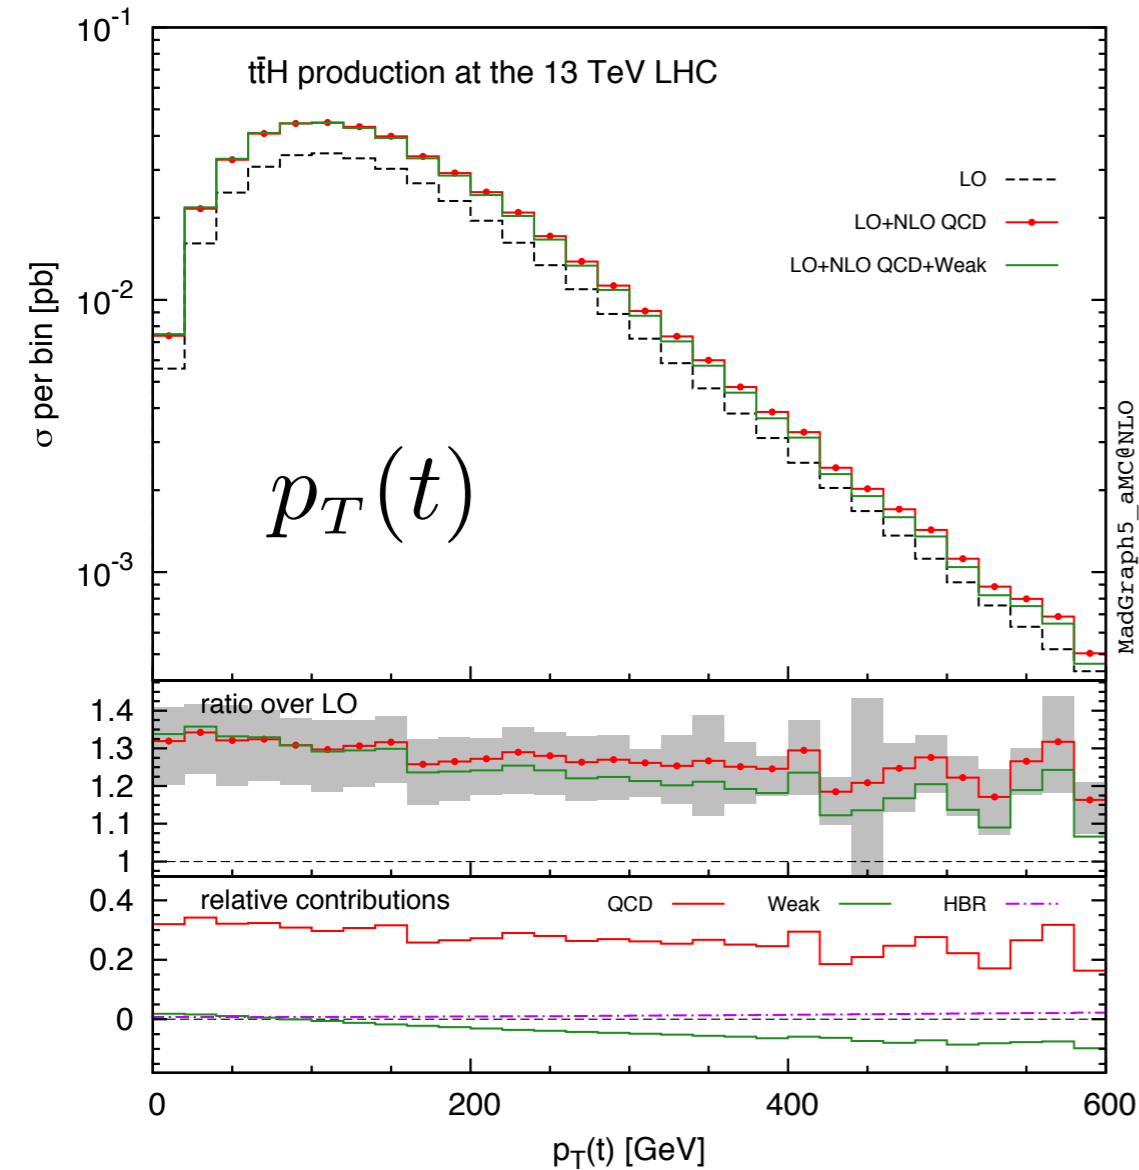 10⁻¹
tt̄H production at the 13 TeV LHC
LO
LO+NLO QCD
LO+NLO QCD+Weak
10⁻²
σ per bin [pb]
p_T(t)
10⁻³
MadGraph5_aMC@NLO
ratio over LO
1.4
1.3
1.2
1.1
1
relative contributions
QCD
Weak
HBR
0.4
0.2
0
0
200
400
600
p_T(t) [GeV]